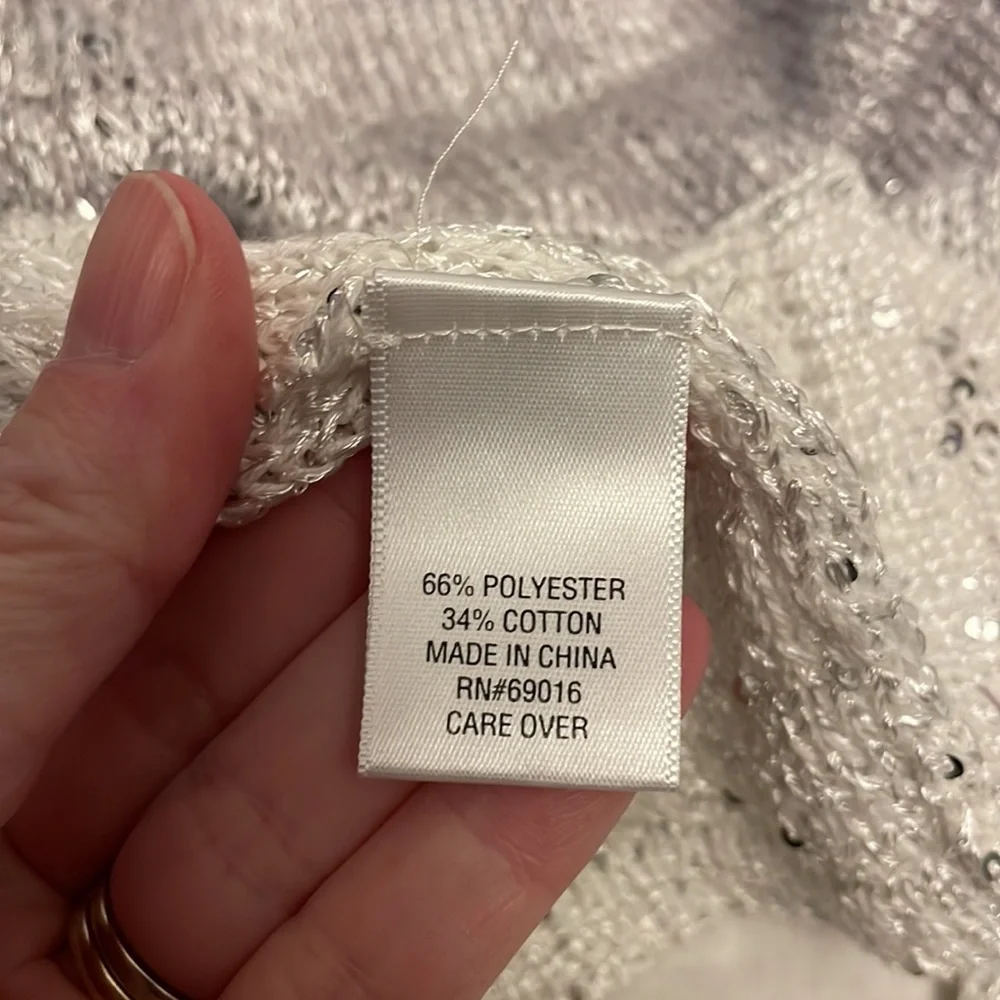 66% POLYESTER
34% COTTON
MADE IN CHINA
RN#69016
CARE OVER